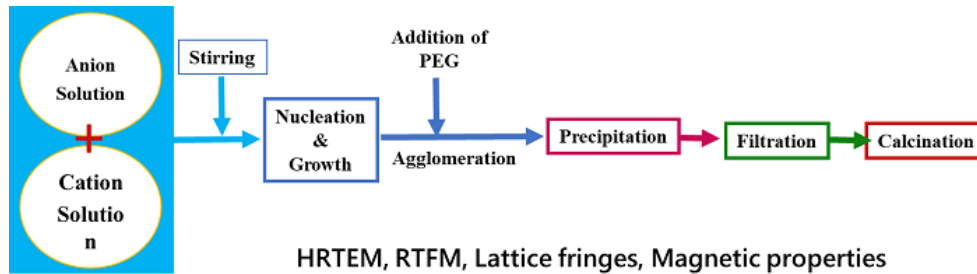 Anion
Solution
+
Cation
Solutio
n
Stirring
Nucleation
&
Growth
Addition of
PEG
Agglomeration
Precipitation
Filtration
Calcination
HRTEM, RTFM, Lattice fringes, Magnetic properties